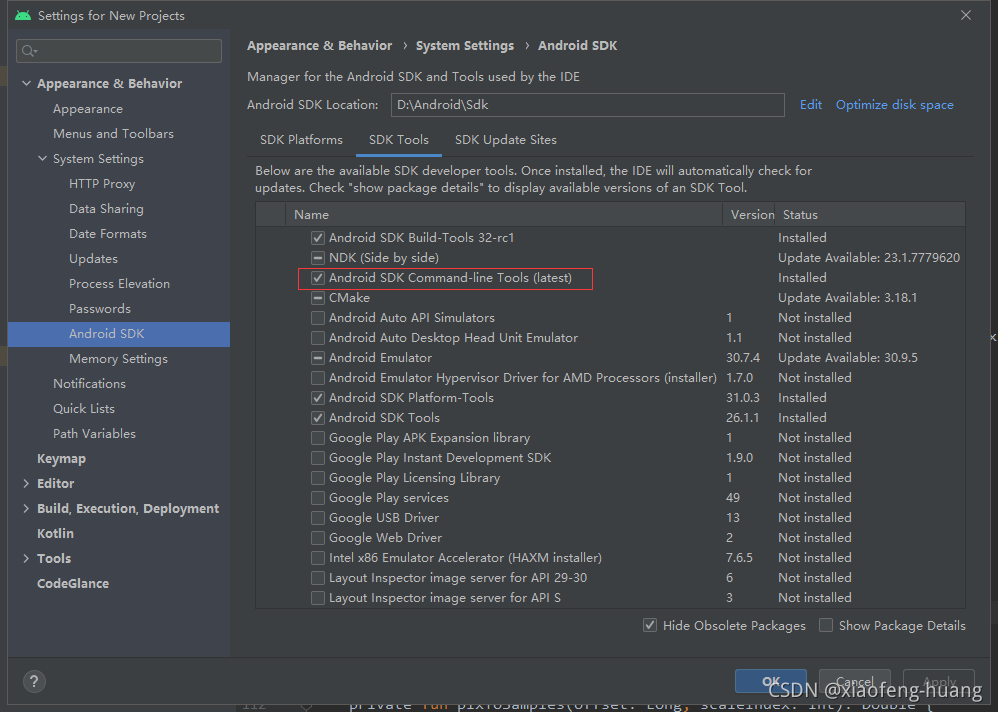 Settings for New Projects
Appearance & Behavior
Appearance
Menus and Toolbars
System Settings
HTTP Proxy
Data Sharing
Date Formats
Updates
Process Elevation
Passwords
Android SDK
Memory Settings
Notifications
Quick Lists
Path Variables
Keymap
Editor
Build, Execution, Deployment
Kotlin
Tools
CodeGlance
Appearance & Behavior › System Settings › Android SDK
Manager for the Android SDK and Tools used by the IDE
Android SDK Location: D:\Android\Sdk Edit Optimize disk space
SDK Platforms SDK Tools SDK Update Sites
Below are the available SDK developer tools. Once installed, the IDE will automatically check for
updates. Check "show package details" to display available versions of an SDK Tool.
Name Version Status
Android SDK Build-Tools 32-rc1 Installed
NDK (Side by side) Update Available: 23.1.7779620
Android SDK Command-line Tools (latest) Installed
CMake Update Available: 3.18.1
Android Auto API Simulators 1 Not installed
Android Auto Desktop Head Unit Emulator 1.1 Not installed
Android Emulator 30.7.4 Update Available: 30.9.5
Android Emulator Hypervisor Driver for AMD Processors (installer) 1.7.0 Not installed
Android SDK Platform-Tools 31.0.3 Installed
Android SDK Tools 26.1.1 Installed
Google Play APK Expansion library 1 Not installed
Google Play Instant Development SDK 1.9.0 Not installed
Google Play Licensing Library 1 Not installed
Google Play services 49 Not installed
Google USB Driver 13 Not installed
Google Web Driver 2 Not installed
Intel x86 Emulator Accelerator (HAXM installer) 7.6.5 Not installed
Layout Inspector image server for API 29-30 6 Not installed
Layout Inspector image server for API S 3 Not installed
Hide Obsolete Packages Show Package Details
? OK Cancel Apply
CSDN @xiaofeng-huang
112 private fun pixToSamples(offset: Long, scaleIndex: Int): Double {